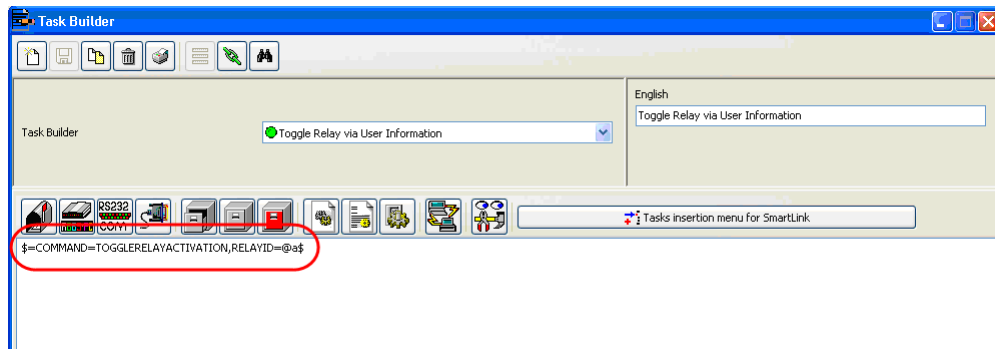 Task Builder
English
Toggle Relay via User Information
Task Builder
Toggle Relay via User Information
RS232
COM
Tasks insertion menu for SmartLink
$=COMMAND=TOGGLERELAYACTIVATION,RELAYID=@a$